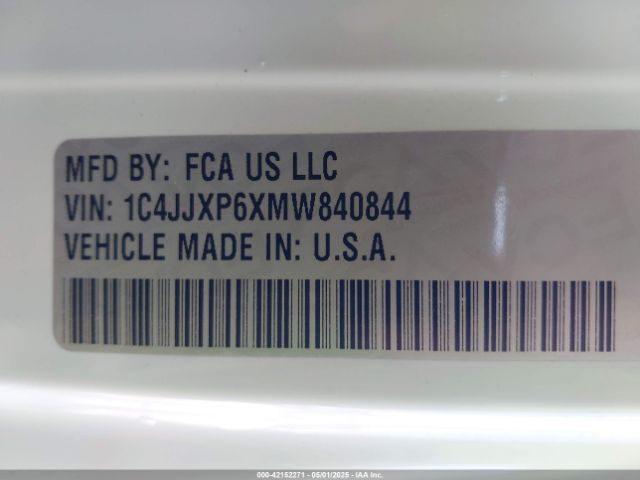 MFD BY: FCA US LLC
VIN: 1C4JJXP6XMW840844
VEHICLE MADE IN: U.S.A.
000-42152271 - 05/01/2025 - IAA Inc.